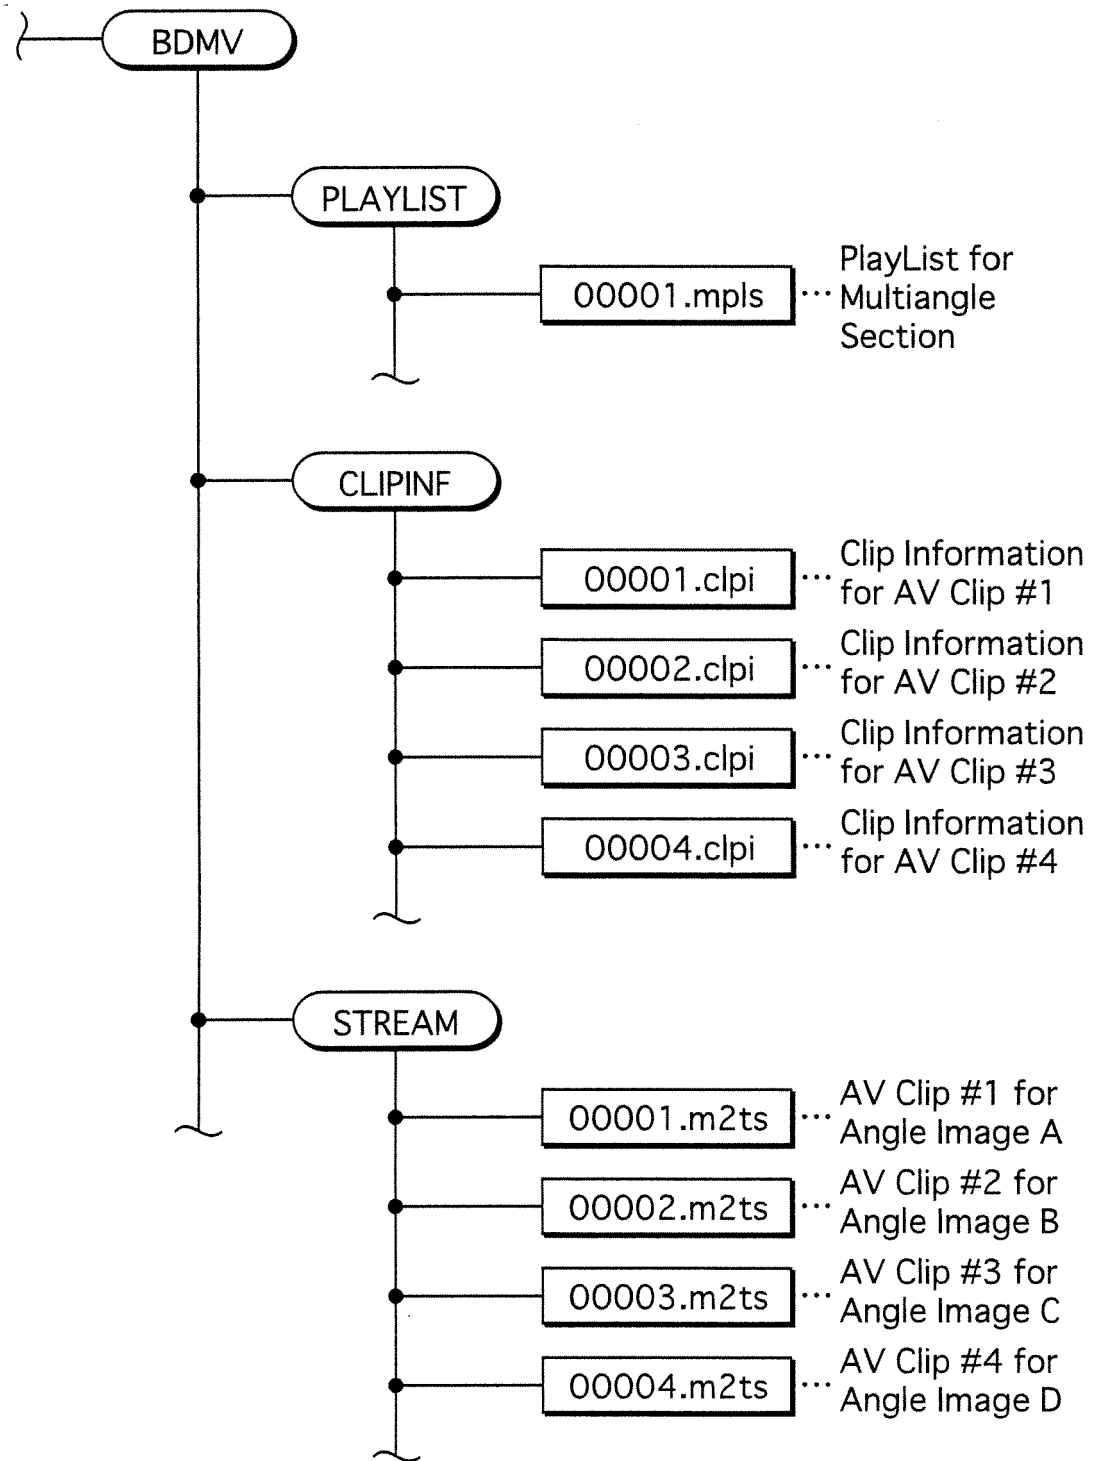 BDMV
PLAYLIST
00001.mpls
... PlayList for
Multiangle
Section
CLIPINF
00001.clpi
... Clip Information
for AV Clip #1
00002.clpi
... Clip Information
for AV Clip #2
00003.clpi
... Clip Information
for AV Clip #3
00004.clpi
... Clip Information
for AV Clip #4
STREAM
00001.m2ts
... AV Clip #1 for
Angle Image A
00002.m2ts
... AV Clip #2 for
Angle Image B
00003.m2ts
... AV Clip #3 for
Angle Image C
00004.m2ts
... AV Clip #4 for
Angle Image D